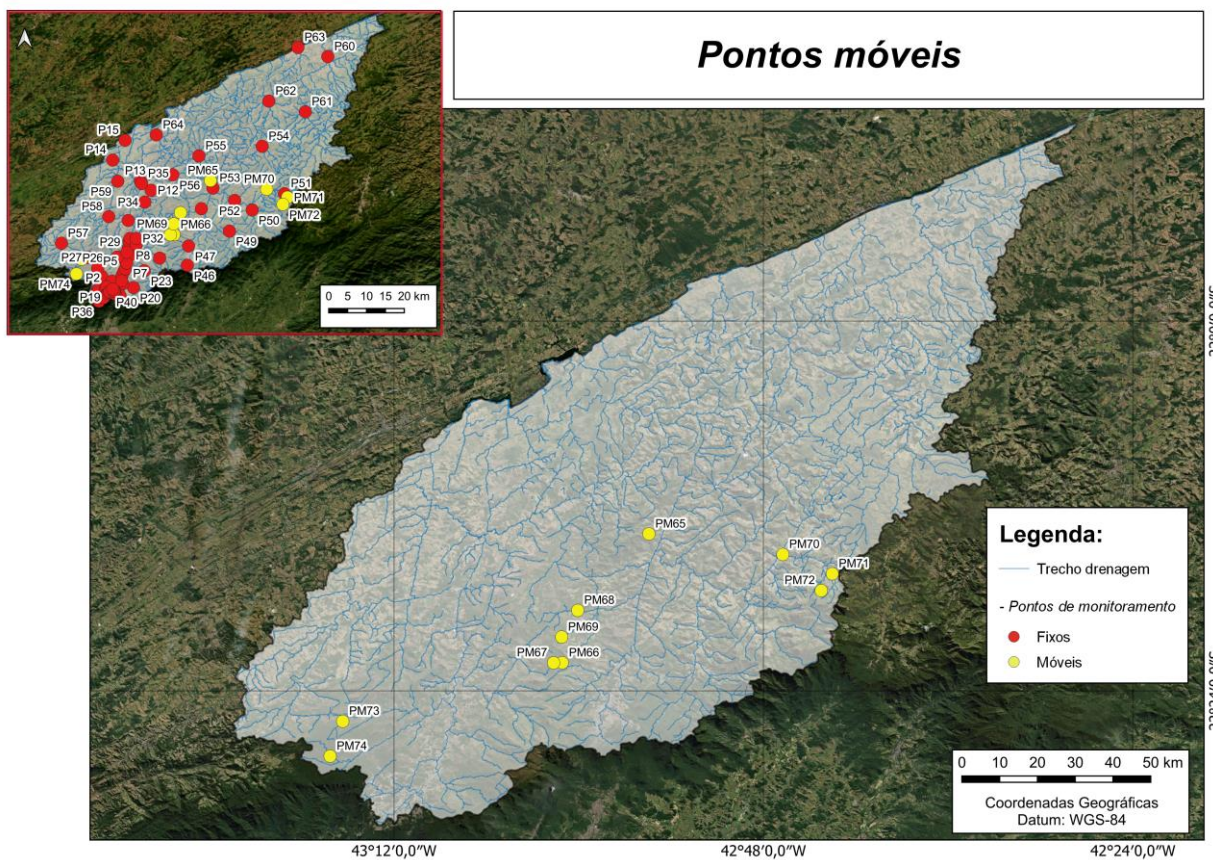 Pontos móveis
P63
P60
P62
P61
P64
P15
P54
P55
P14
P13
P35
PM65
P53
PM70
P51
P59
P12
P56
PM71
P34
P52
PM72
P58
P50
PM69
PM66
P57
P29
P32
P49
P27
P26
P8
P47
P5
PM74
P2
P7
P23
P46
P19
P40
P20
P36
0 5 10 15 20 km
PM65
PM70
PM71
PM72
PM68
PM69
PM67
PM66
PM73
PM74
Legenda:
Trecho drenagem
- Pontos de monitoramento
Fixos
Móveis
0 10 20 30 40 50 km
Coordenadas Geográficas
Datum: WGS-84
43°12'0,0"W
42°48'0,0"W
42°24'0,0"W